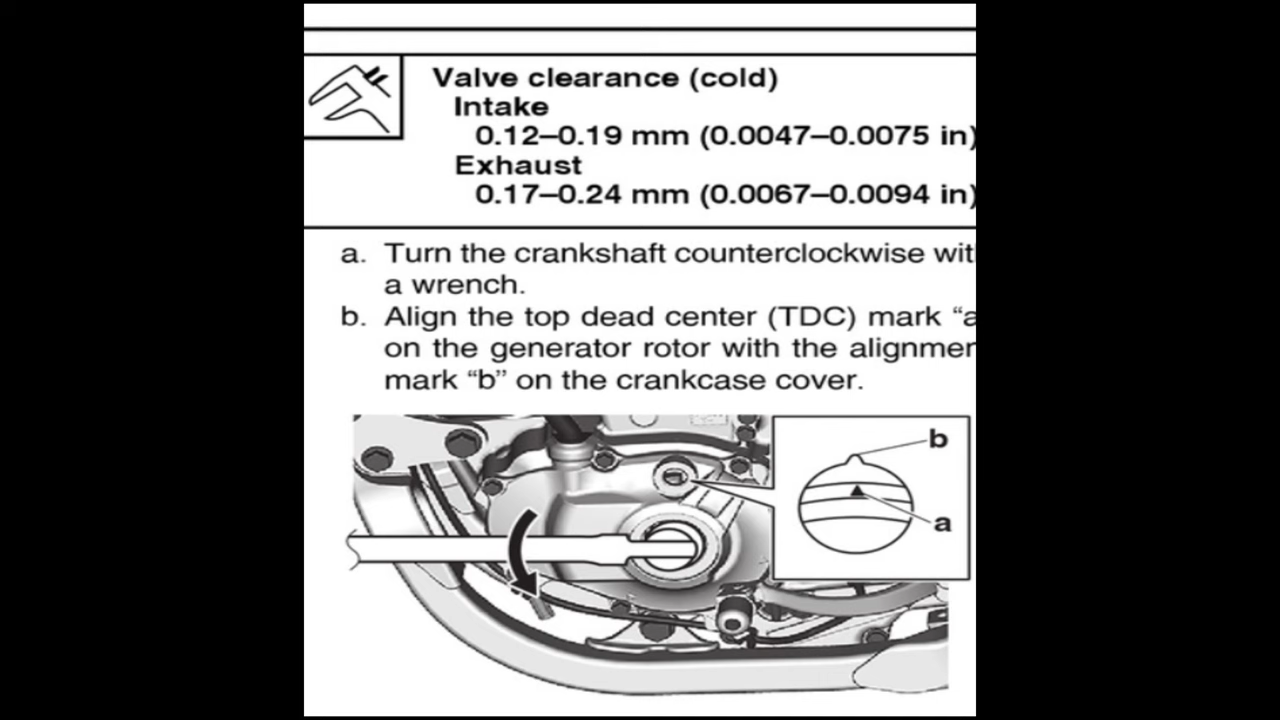 Valve clearance (cold)
Intake
0.12–0.19 mm (0.0047–0.0075 in)
Exhaust
0.17–0.24 mm (0.0067–0.0094 in)
a. Turn the crankshaft counterclockwise wit
a wrench.
b. Align the top dead center (TDC) mark “a
on the generator rotor with the alignmen
mark “b” on the crankcase cover.
b
a